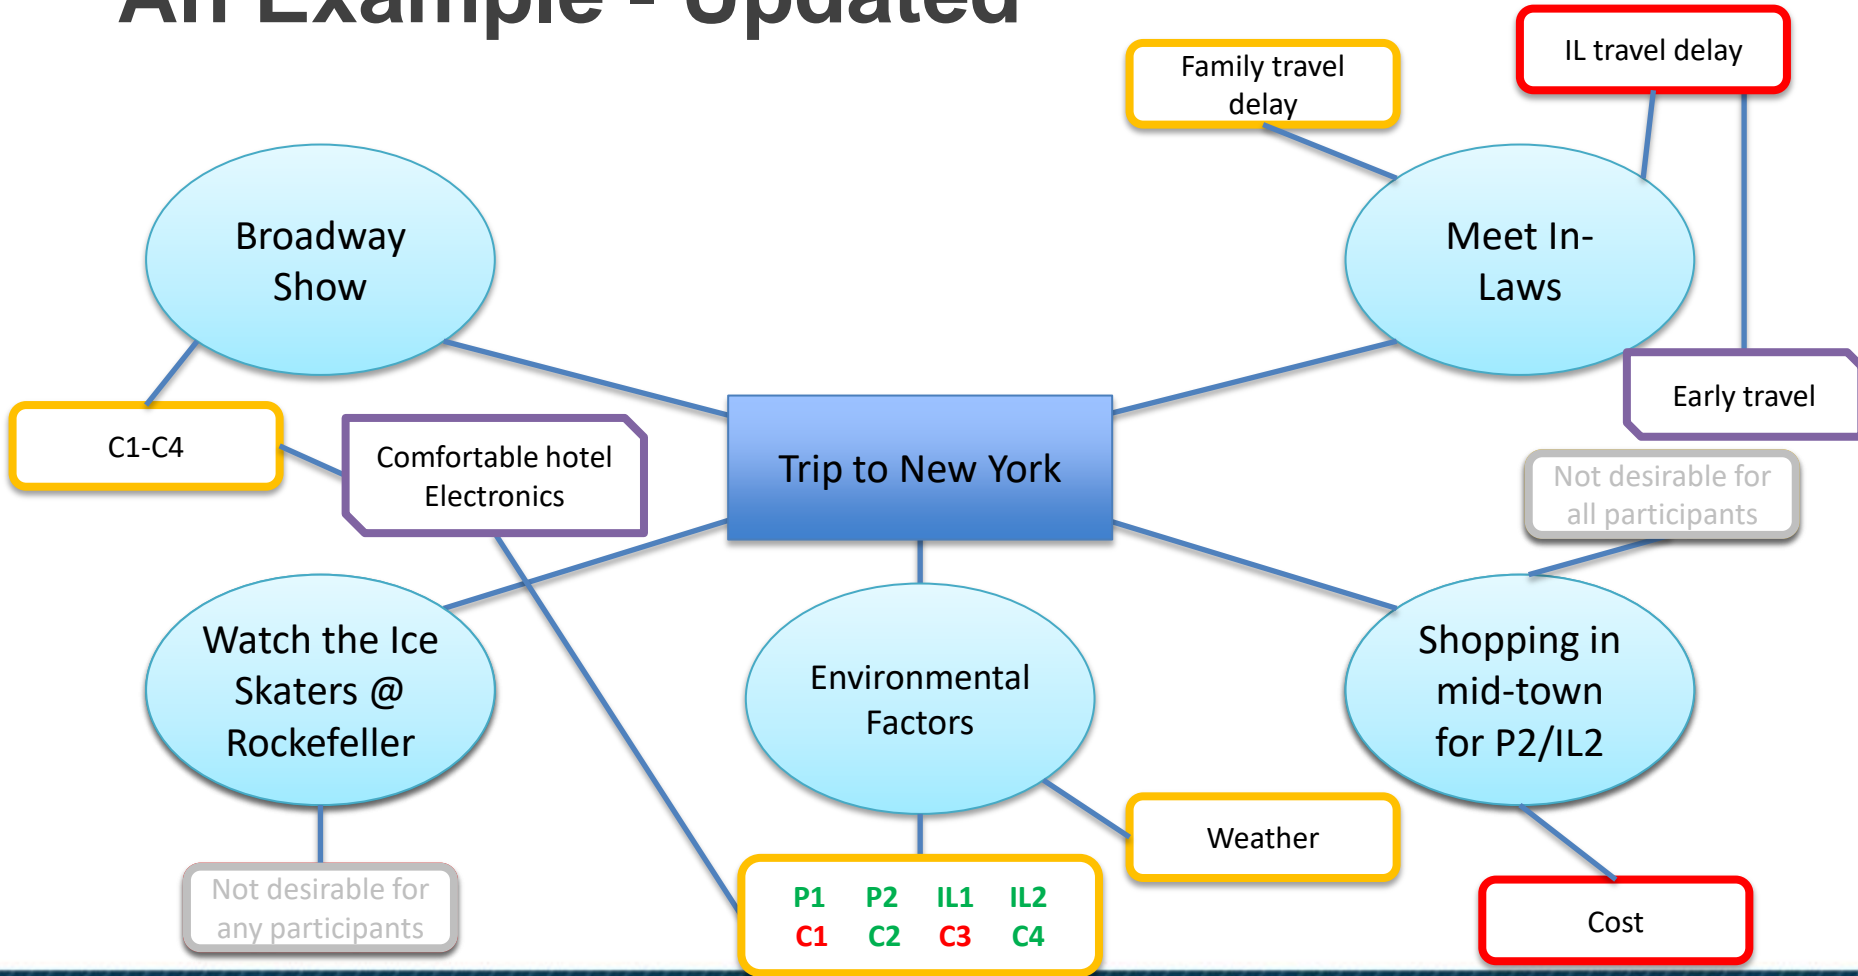 An Example - Updated
Family travel
delay
IL travel delay
Broadway
Show
Meet In-
Laws
Early travel
C1-C4
Comfortable hotel
Electronics
Trip to New York
Not desirable for
all participants
Watch the Ice
Skaters @
Rockefeller
Environmental
Factors
Shopping in
mid-town
for P2/IL2
Weather
Not desirable for
any participants
P1 P2 IL1 IL2
C1 C2 C3 C4
Cost